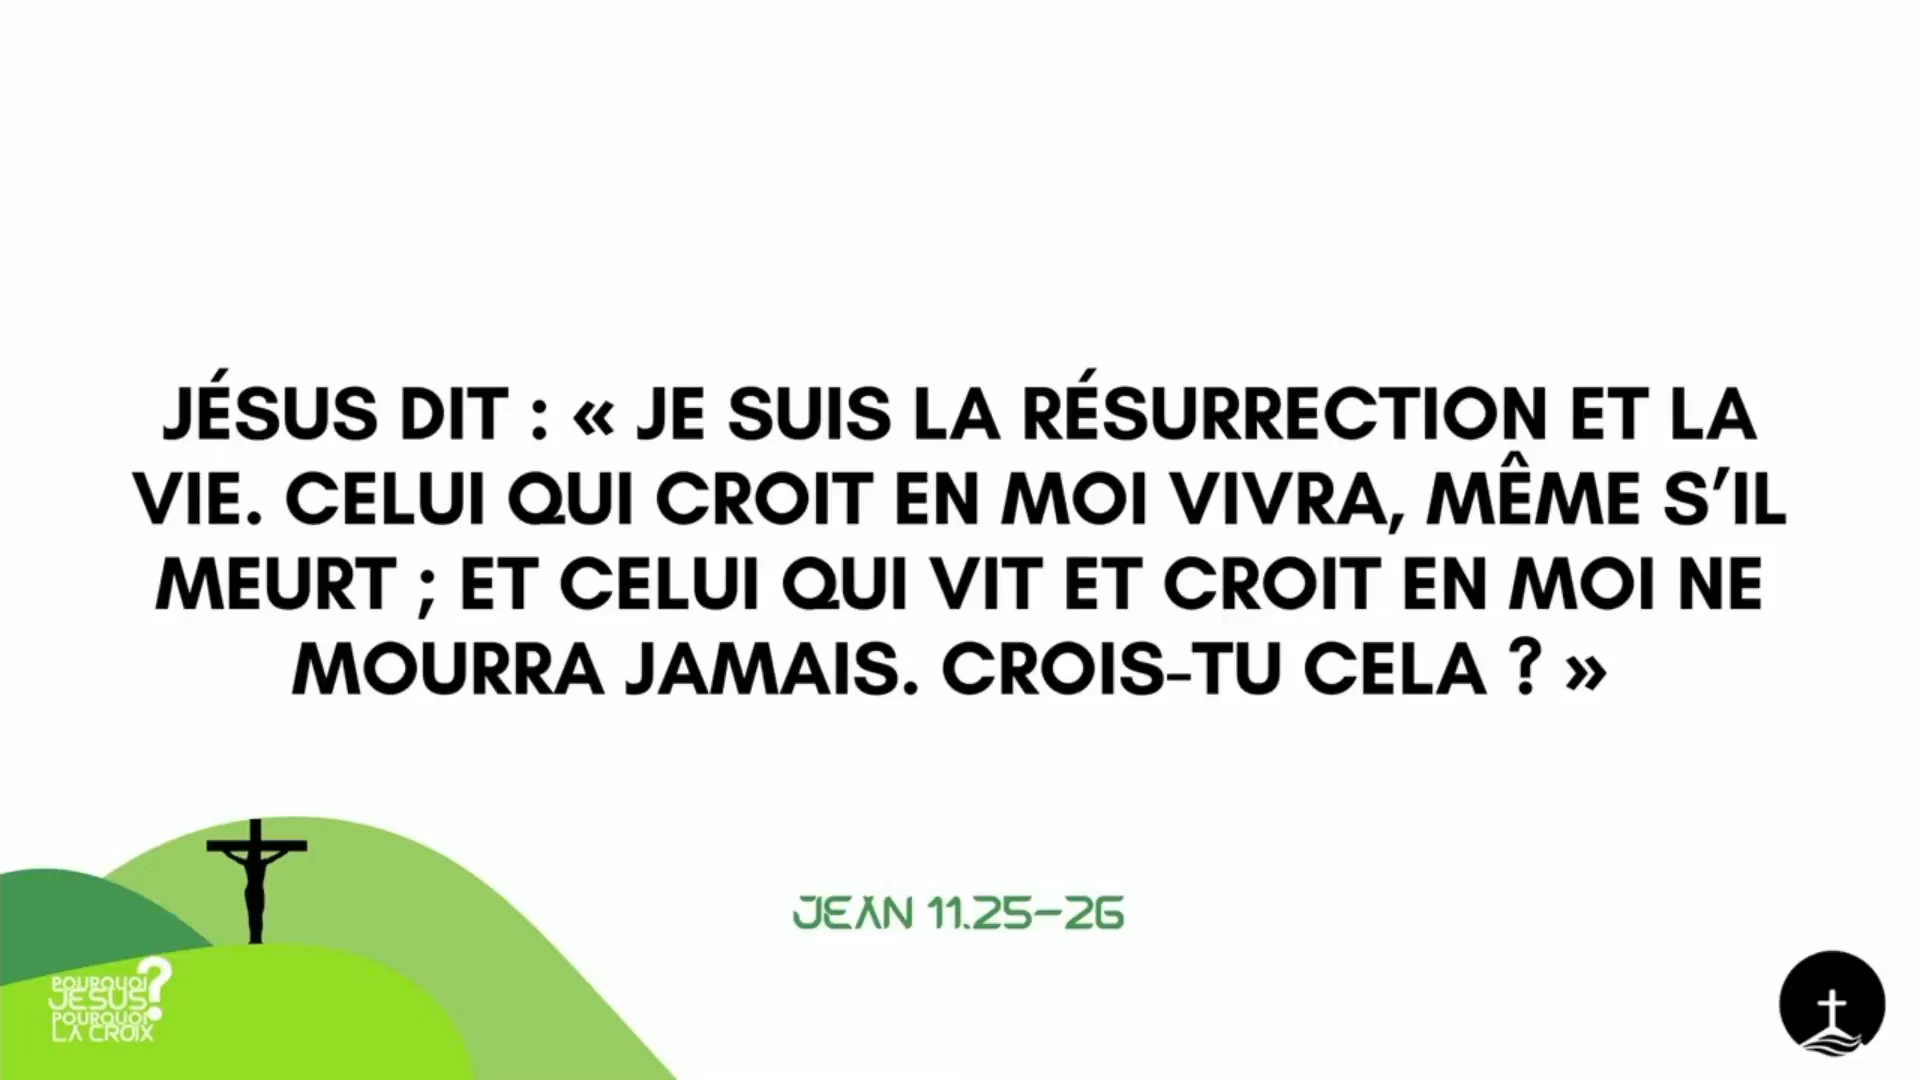 JÉSUS DIT : « JE SUIS LA RÉSURRECTION ET LA
VIE. CELUI QUI CROIT EN MOI VIVRA, MÊME S’IL
MEURT ; ET CELUI QUI VIT ET CROIT EN MOI NE
MOURRA JAMAIS. CROIS-TU CELA ? »
JEAN 11.25-26
POURQUOI
JESUS?
POURQUOI
LA CROIX